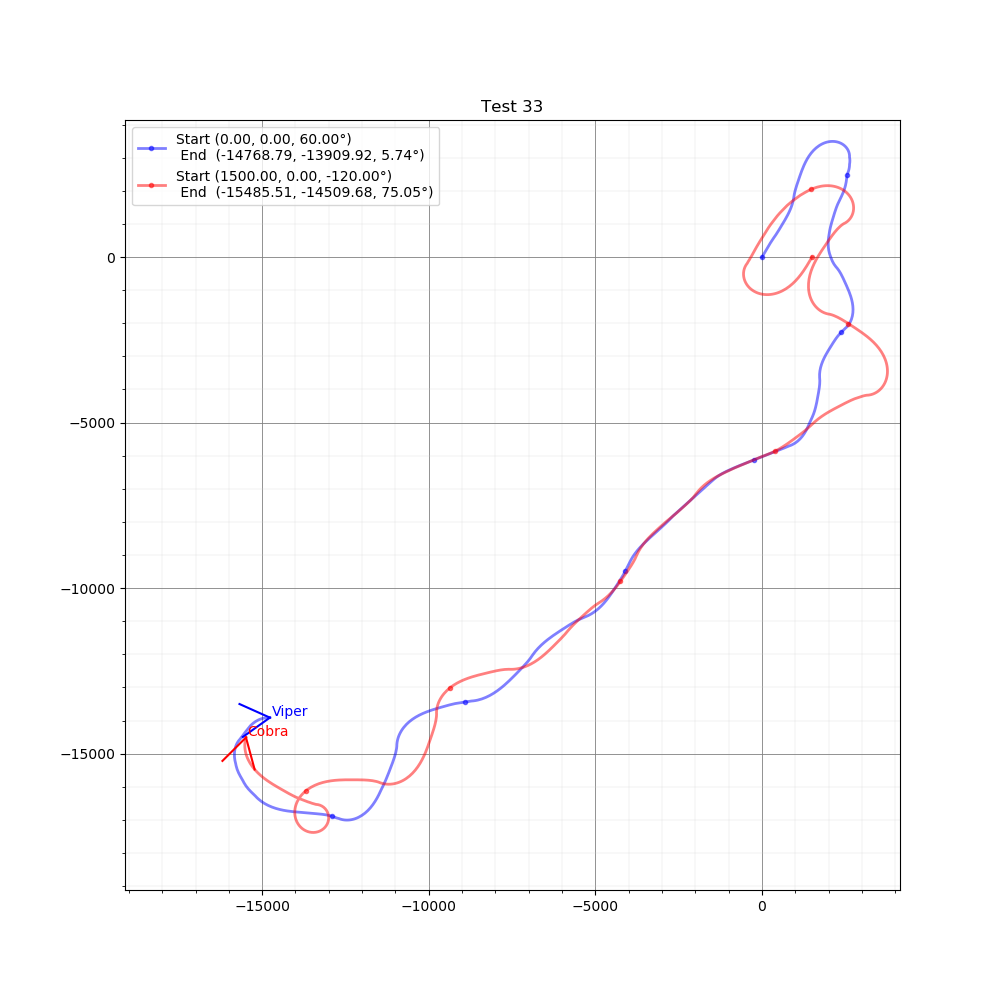 Test 33
Start (0.00, 0.00, 60.00°)
End (-14768.79, -13909.92, 5.74°)
Start (1500.00, 0.00, -120.00°)
End (-15485.51, -14509.68, 75.05°)
0
−5000
−10000
Viper
Cobra
−15000
−15000 −10000 −5000 0